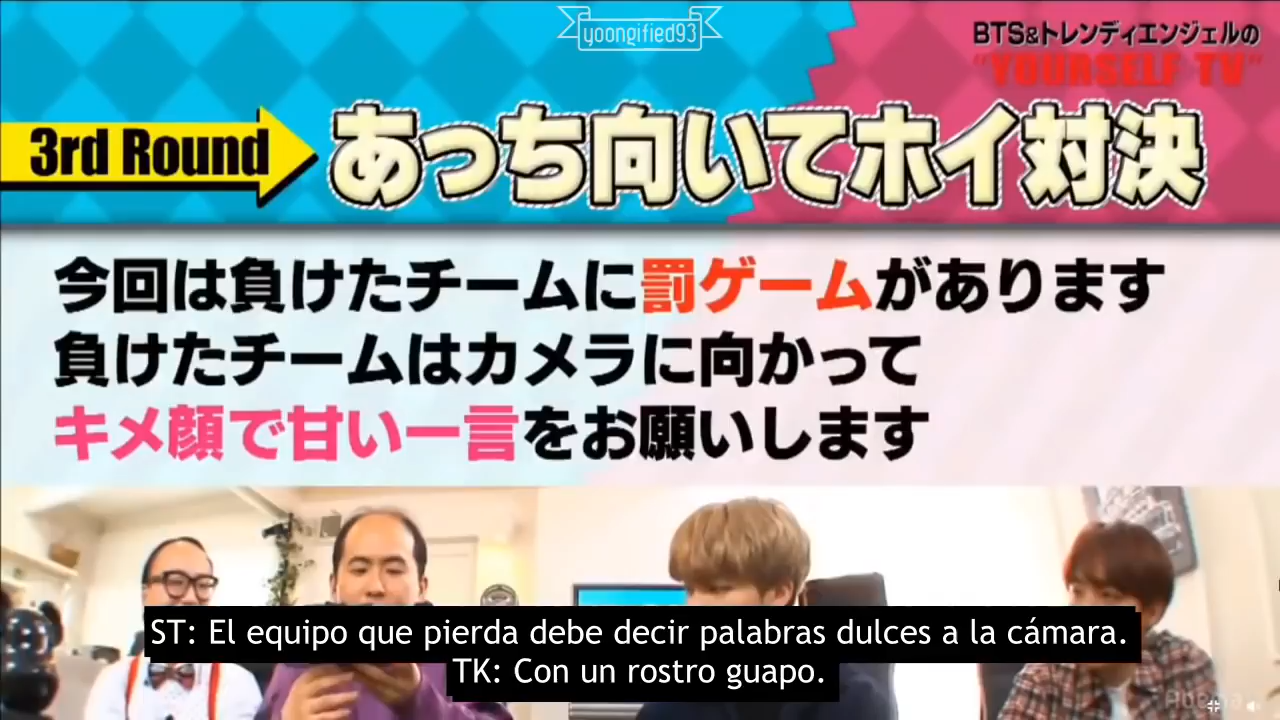 yoongified93
BTS&トレンディエンジェルの
"YOURSELF TV"
3rd Round
あっち向いてホイ対決
今回は負けたチームに罰ゲームがあります
負けたチームはカメラに向かって
キメ顔で甘い一言をお願いします
ST: El equipo que pierda debe decir palabras dulces a la cámara.
TK: Con un rostro guapo.